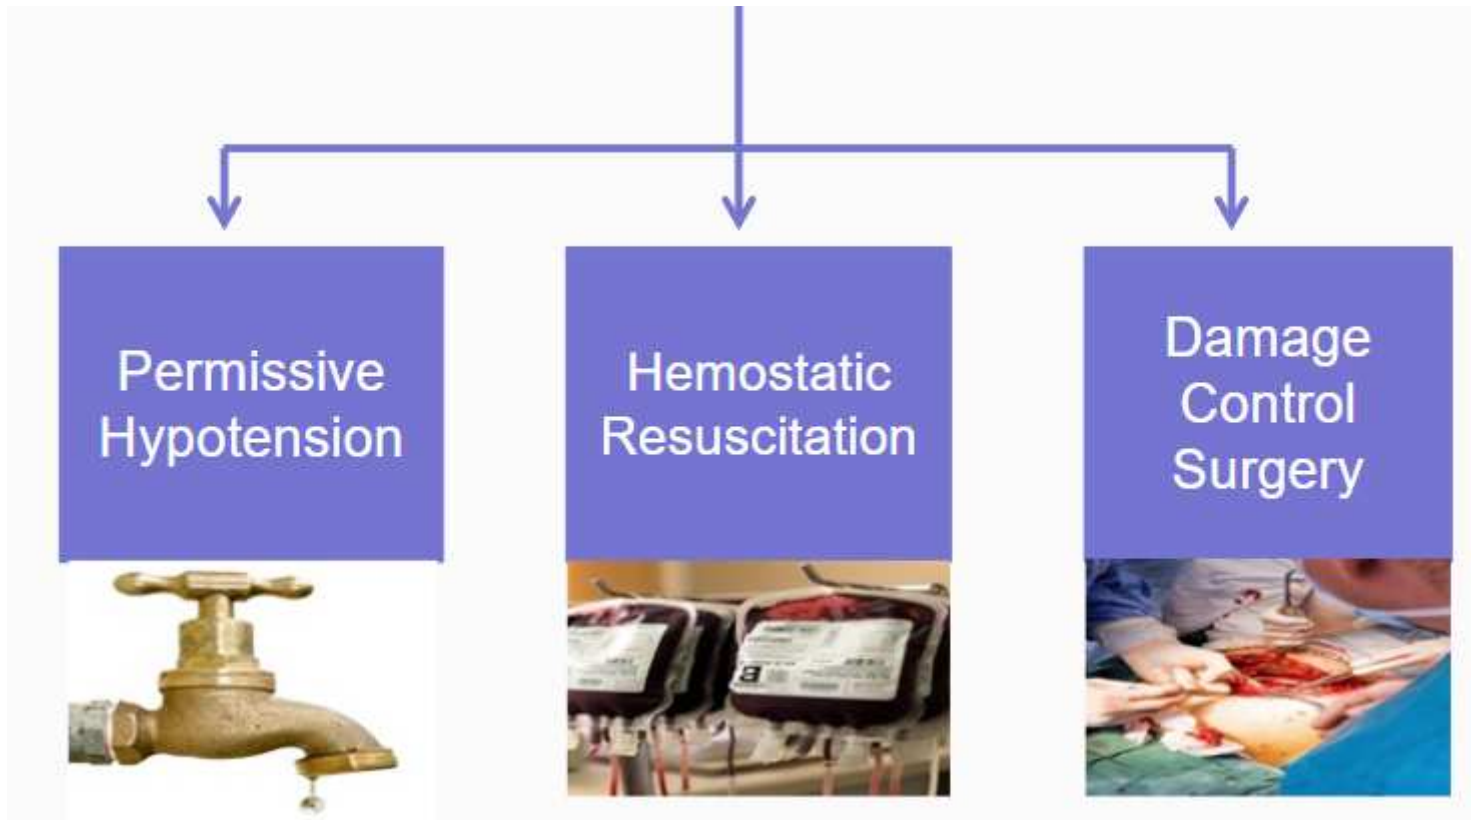 Permissive
Hypotension
Hemostatic
Resuscitation
Damage
Control
Surgery